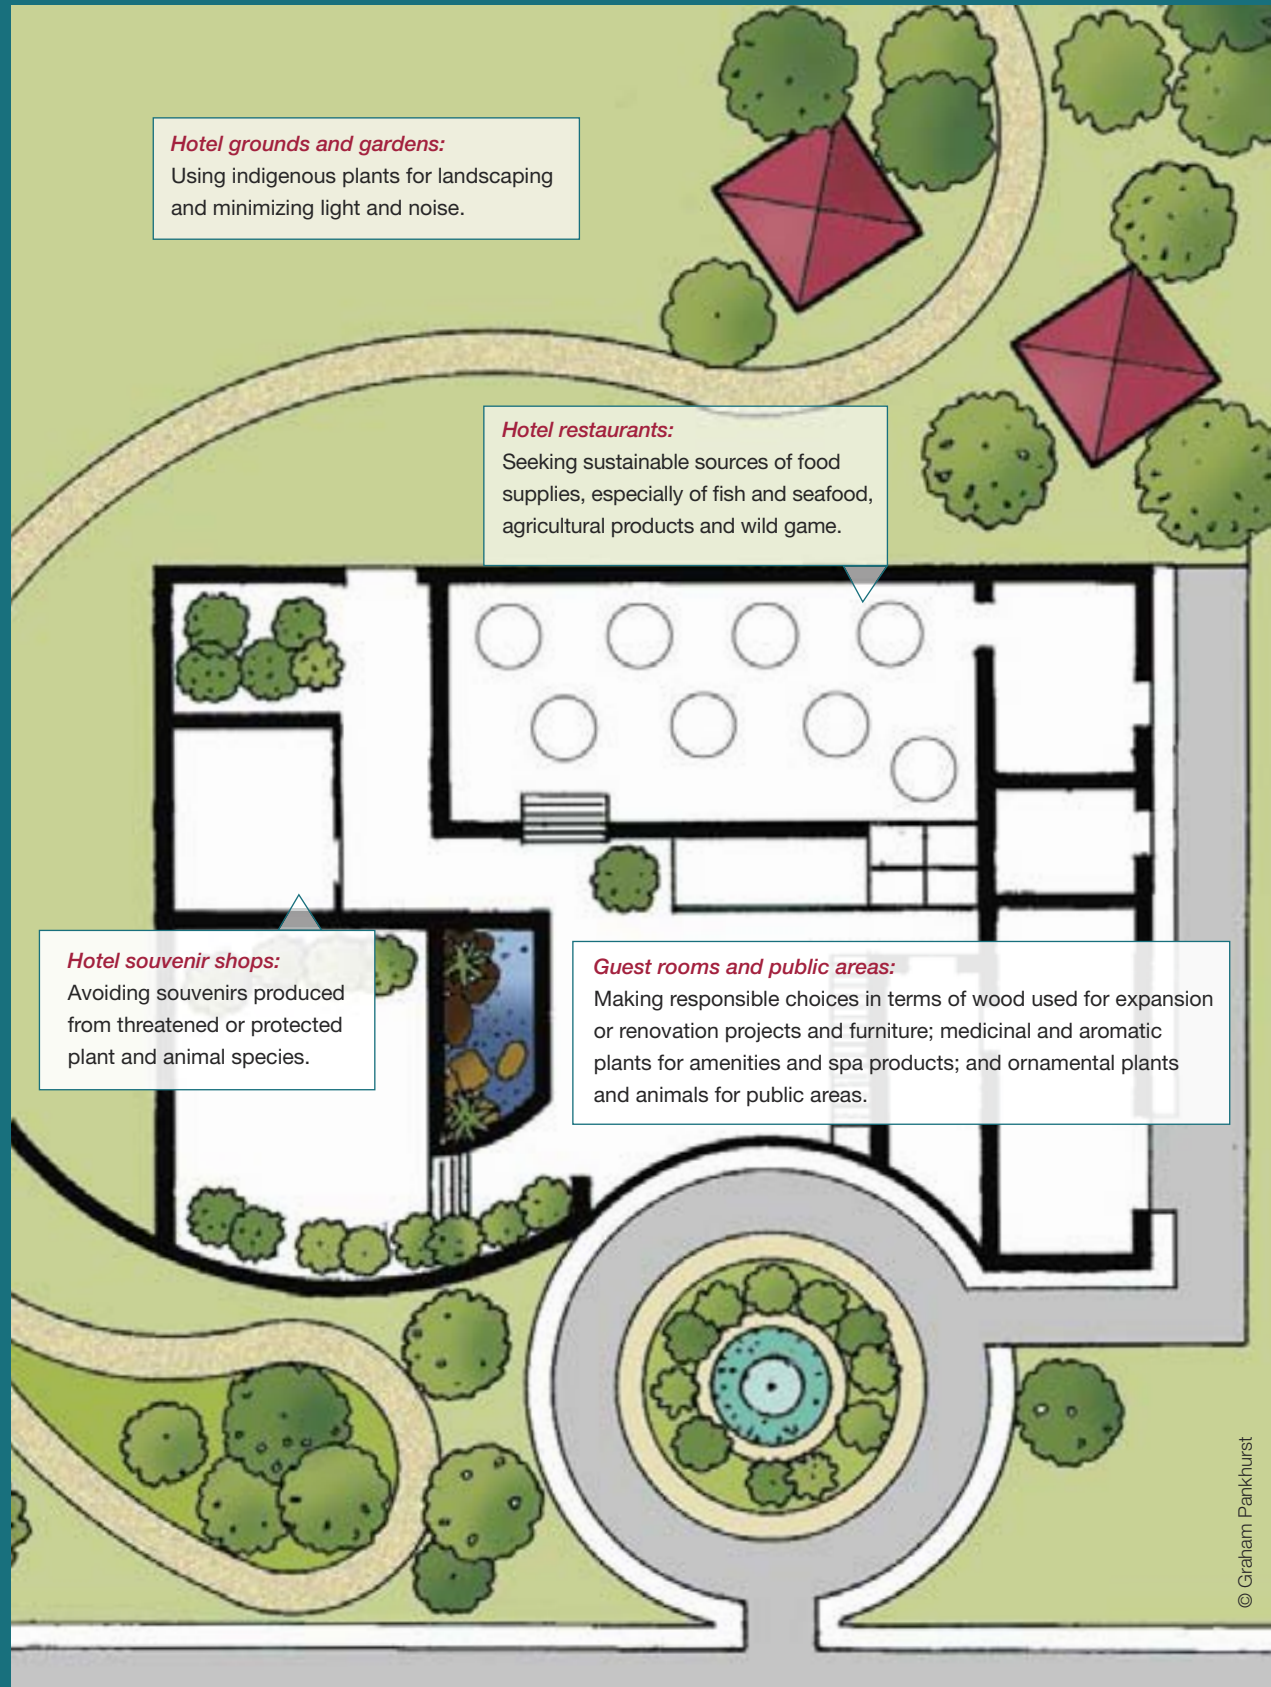 Hotel grounds and gardens:
Using indigenous plants for landscaping
and minimizing light and noise.
Hotel restaurants:
Seeking sustainable sources of food
supplies, especially of fish and seafood,
agricultural products and wild game.
Hotel souvenir shops:
Avoiding souvenirs produced
from threatened or protected
plant and animal species.
Guest rooms and public areas:
Making responsible choices in terms of wood used for expansion
or renovation projects and furniture; medicinal and aromatic
plants for amenities and spa products; and ornamental plants
and animals for public areas.
© Graham Pankhurst